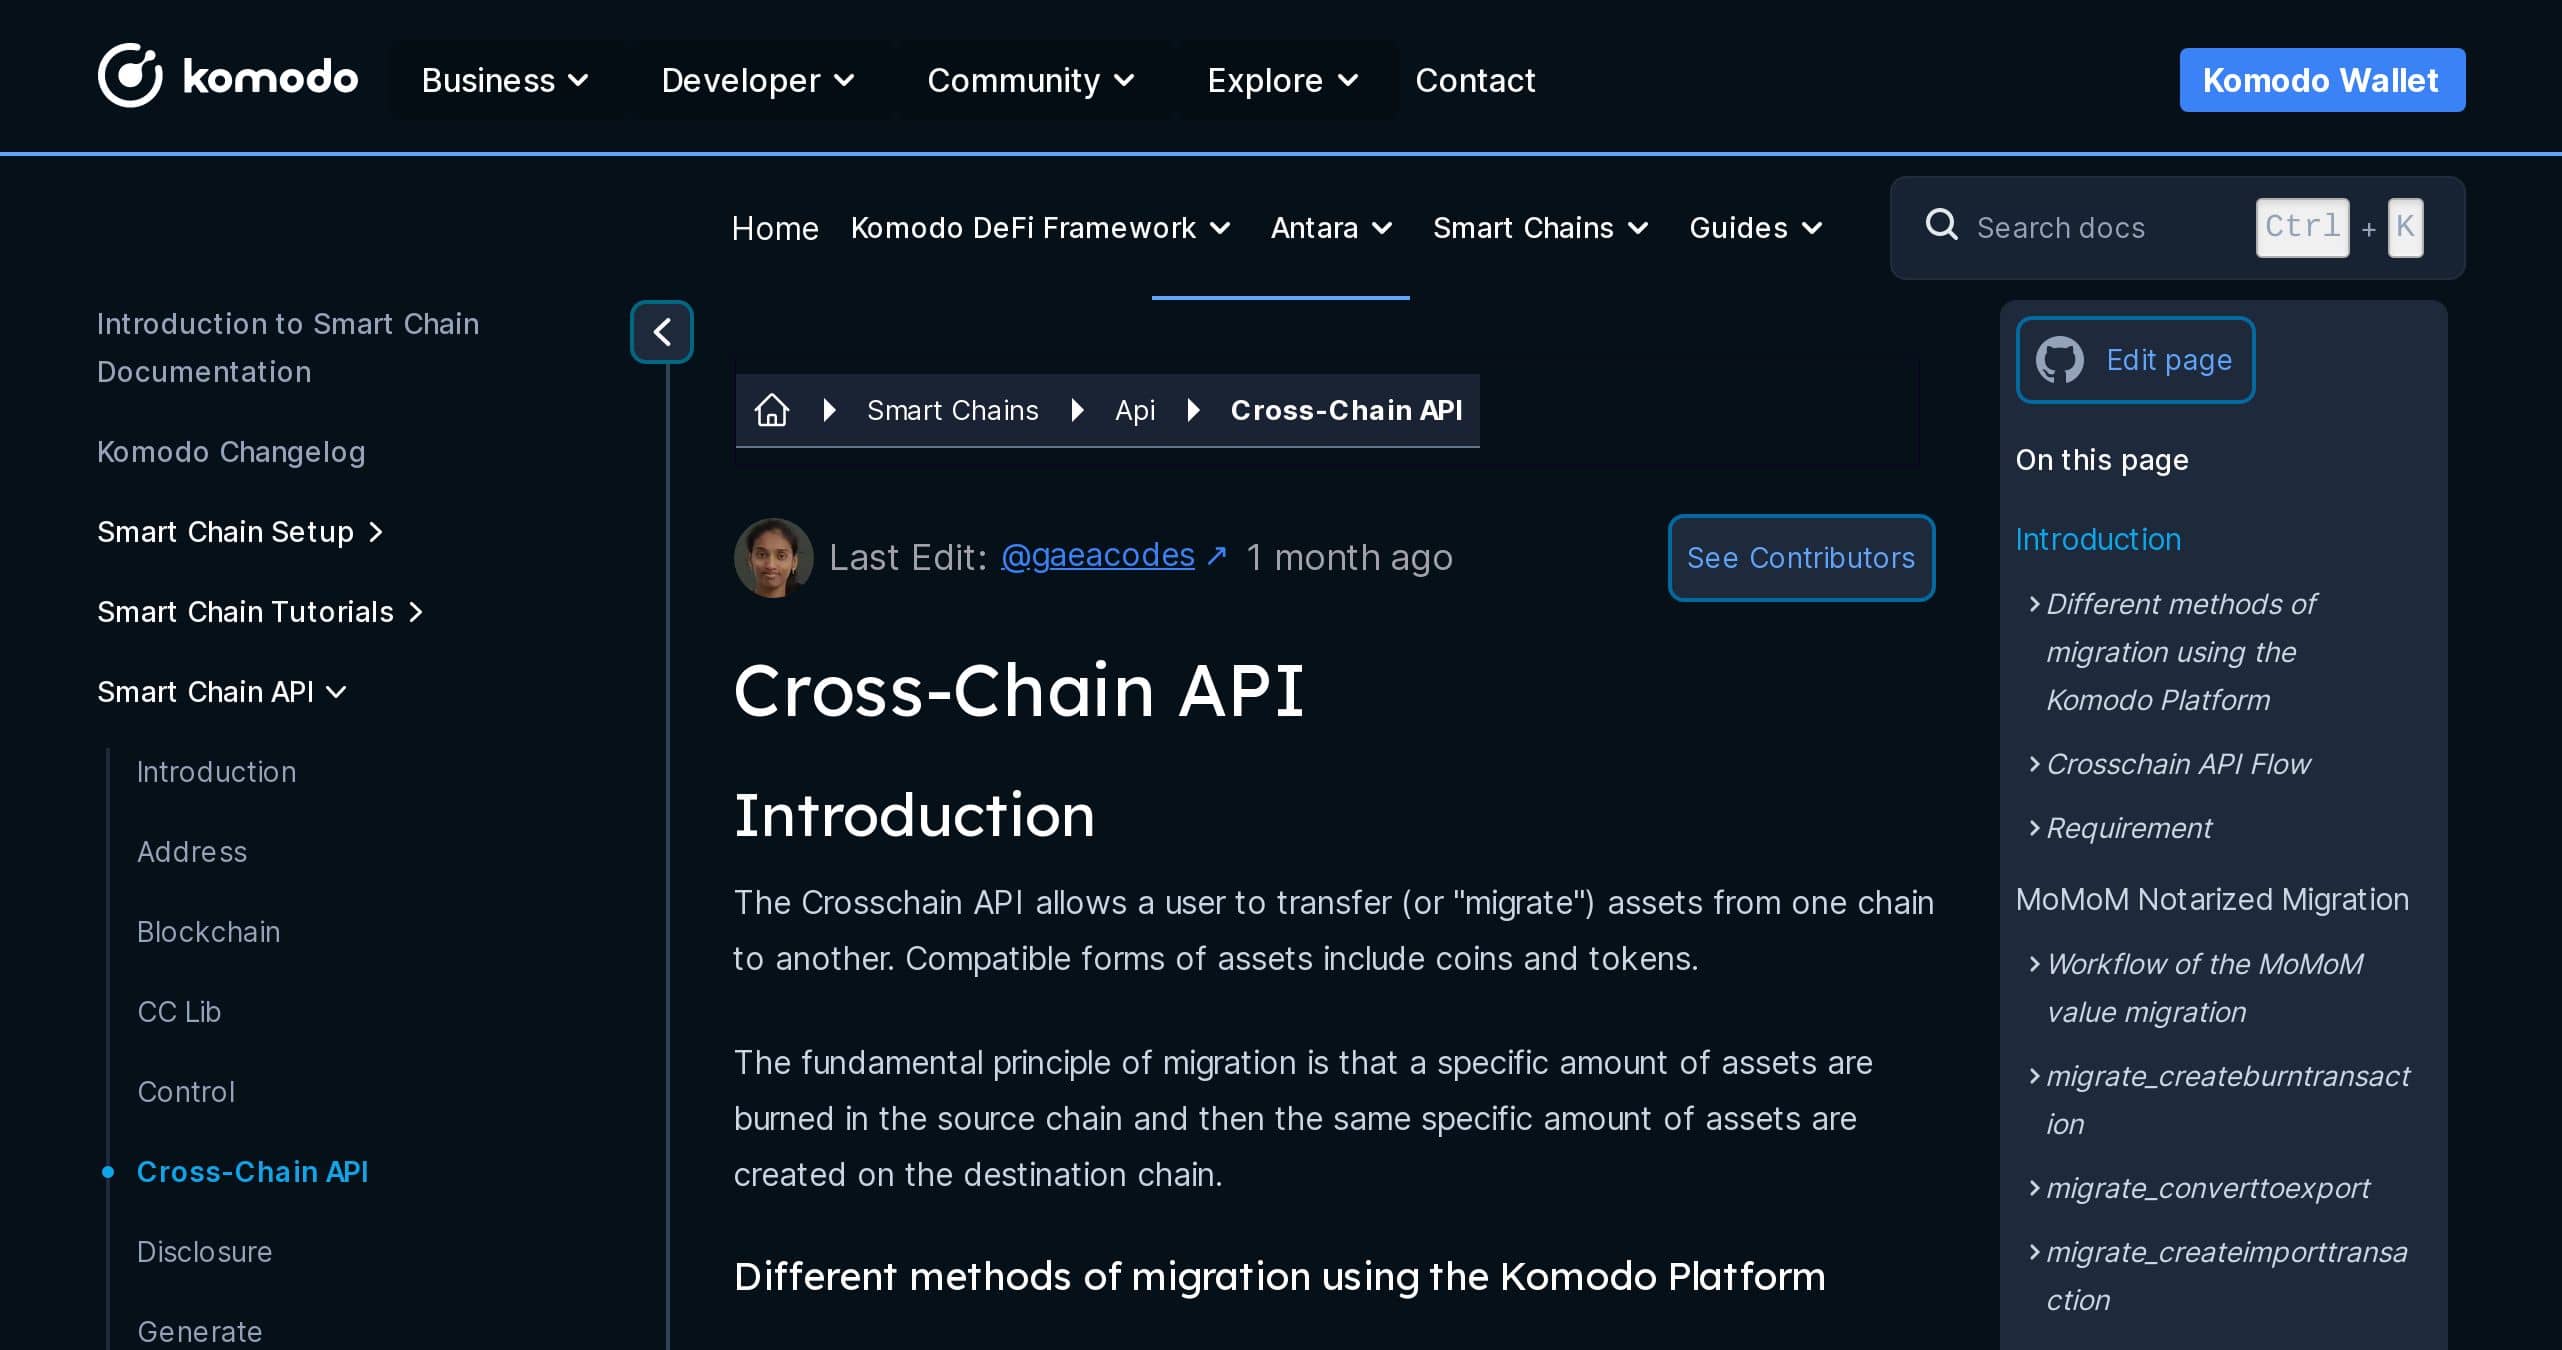 komodo
Business
Developer
Community
Explore
Contact
Komodo Wallet
Home
Komodo DeFi Framework
Antara
Smart Chains
Guides
Search docs
Ctrl + K
Introduction to Smart Chain
Documentation
Komodo Changelog
Smart Chain Setup
Smart Chain Tutorials
Smart Chain API
Introduction
Address
Blockchain
CC Lib
Control
Cross-Chain API
Disclosure
Generate
Smart Chains
Api
Cross-Chain API
Last Edit: @gaeacodes ↗ 1 month ago
See Contributors
Cross-Chain API
Introduction
The Crosschain API allows a user to transfer (or "migrate") assets from one chain
to another. Compatible forms of assets include coins and tokens.
The fundamental principle of migration is that a specific amount of assets are
burned in the source chain and then the same specific amount of assets are
created on the destination chain.
Different methods of migration using the Komodo Platform
Edit page
On this page
Introduction
Different methods of
migration using the
Komodo Platform
Crosschain API Flow
Requirement
MoMoM Notarized Migration
Workflow of the MoMoM
value migration
migrate_createburntransact
ion
migrate_converttoexport
migrate_createimporttransa
ction